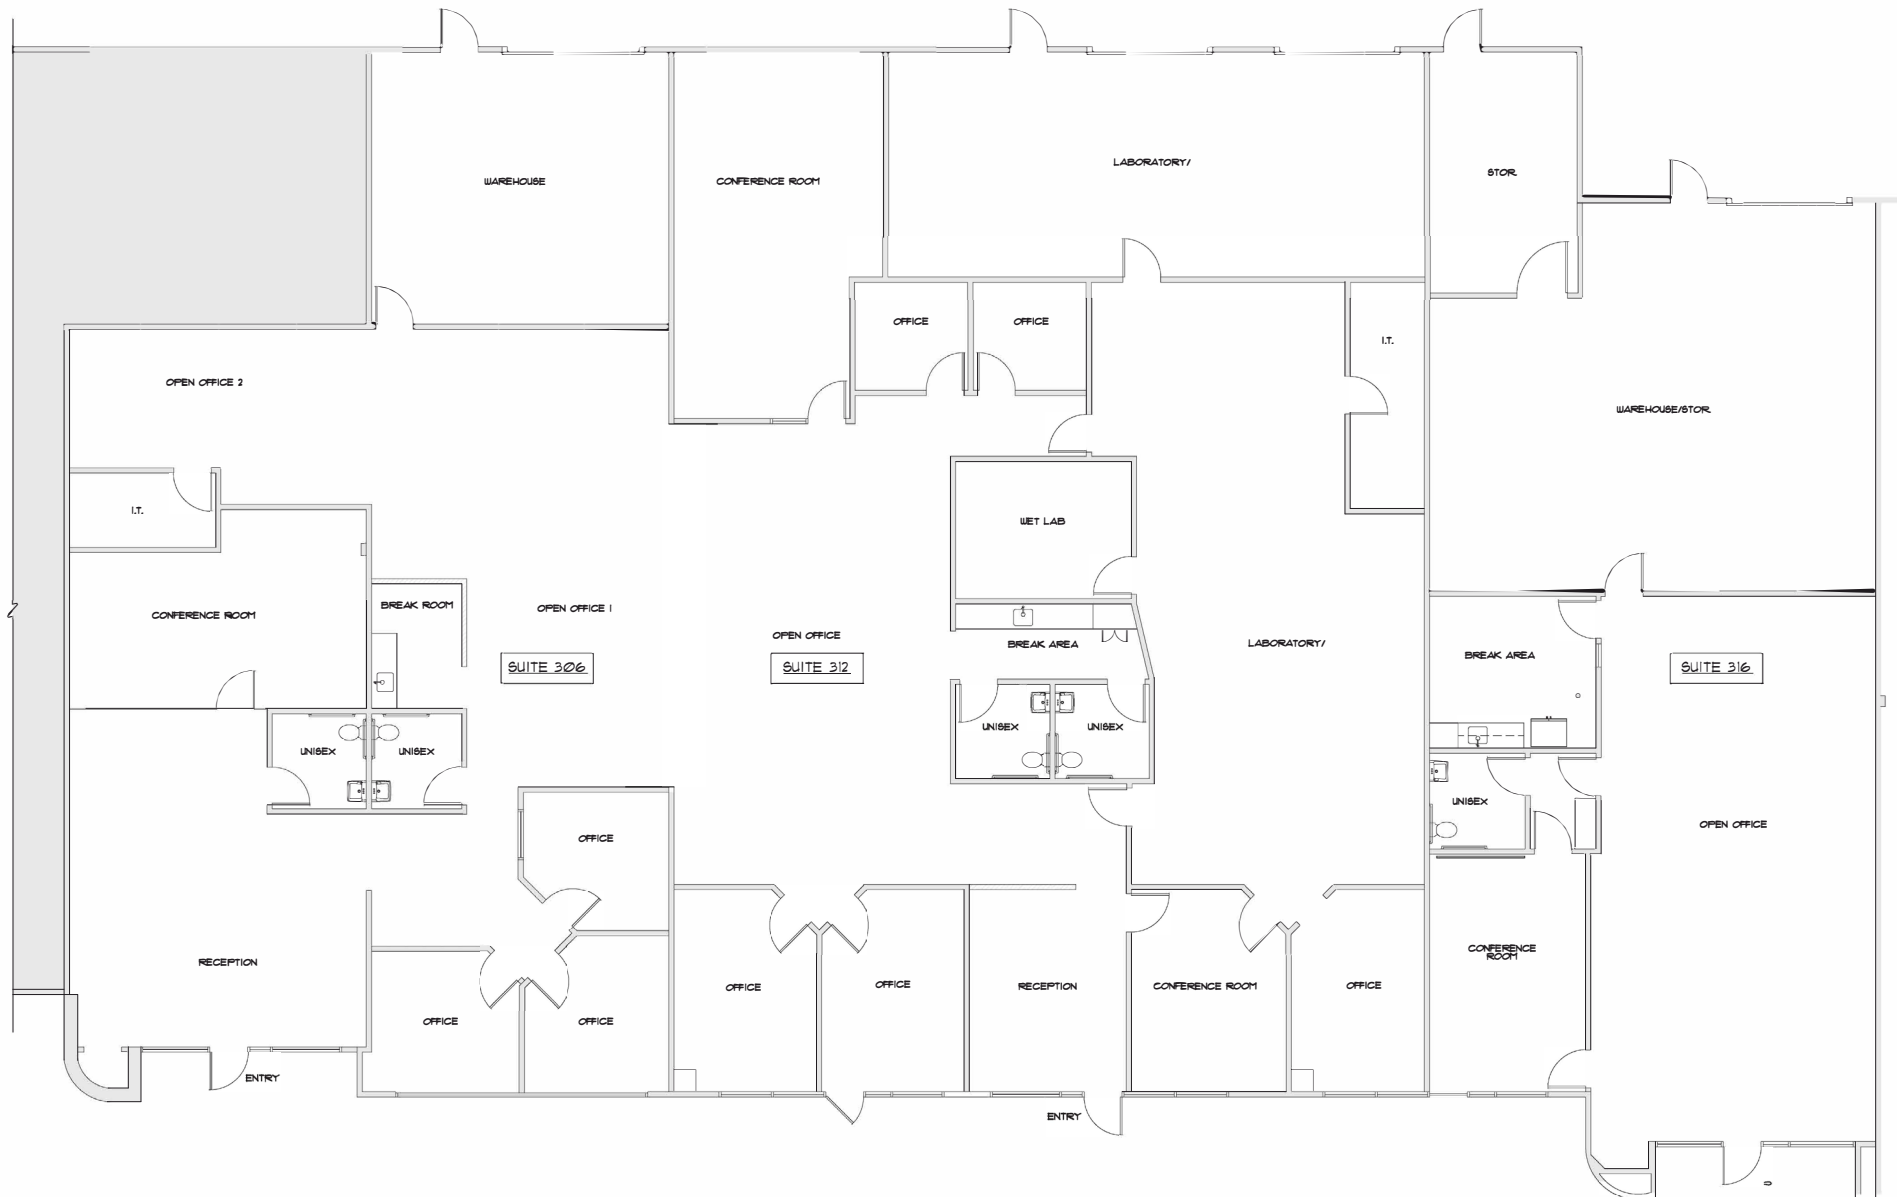 LABORATORY/
STOR.
WAREHOUSE
CONFERENCE ROOM
OFFICE
OFFICE
I.T.
OPEN OFFICE 2
WAREHOUSE/STOR.
I.T.
WET LAB
BREAK ROOM
OPEN OFFICE 1
CONFERENCE ROOM
OPEN OFFICE
BREAK AREA
LABORATORY/
BREAK AREA
SUITE 306
SUITE 312
SUITE 316
UNISEX
UNISEX
UNISEX
UNISEX
UNISEX
OPEN OFFICE
OFFICE
CONFERENCE
ROOM
RECEPTION
OFFICE
OFFICE
RECEPTION
CONFERENCE ROOM
OFFICE
OFFICE
OFFICE
ENTRY
ENTRY